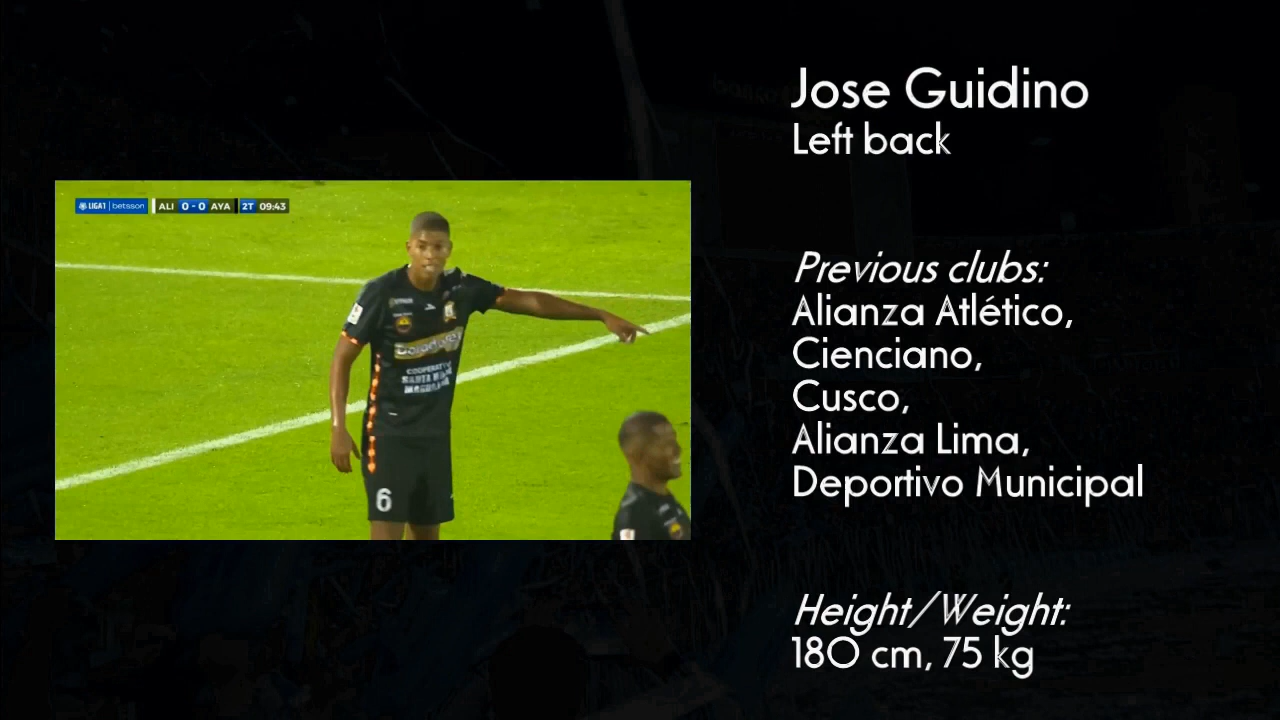 LIGA1 betsson ALI 0 - 0 AYA 2T 09:43
6
Jose Guidino
Left back
Previous clubs:
Alianza Atlético,
Cienciano,
Cusco,
Alianza Lima,
Deportivo Municipal
Height/Weight:
180 cm, 75 kg